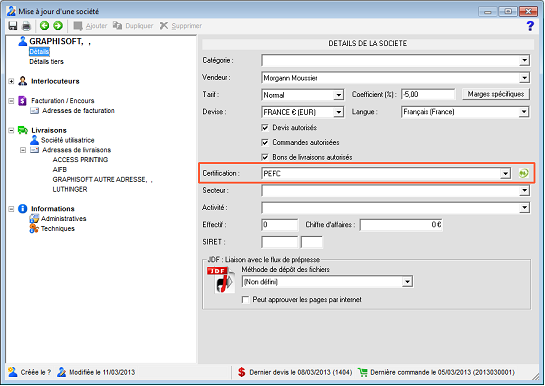 Mise à jour d'une société
Ajouter Dupliquer Supprimer ?
GRAPHISOFT, ,
Détails
Détails tiers
Interlocuteurs
Facturation / Encours
Adresses de facturation
Livraisons
Société utilisatrice
Adresses de livraisons
ACCESS PRINTING
AIFB
GRAPHISOFT AUTRE ADRESSE, ,
LUTHINGER
Informations
Administratives
Techniques
DETAILS DE LA SOCIETE
Catégorie :
Vendeur : Morgann Moussier
Tarif : Normal Coefficient (%) : -5,00 Marges spécifiques
Devise : FRANCE € (EUR) Langue : Français (France)
Devis autorisés
Commandes autorisées
Bons de livraisons autorisés
Certification : PEFC
Secteur :
Activité :
Effectif : 0 Chiffre d'affaires : 0 €
SIRET :
JDF : Liaison avec le flux de prépresse
JDF
Méthode de dépôt des fichiers
(Non défini)
Peut approuver les pages par internet
Créée le ? Modifiée le 11/03/2013 Dernier devis le 08/03/2013 (1404) Dernière commande le 05/03/2013 (2013030001)